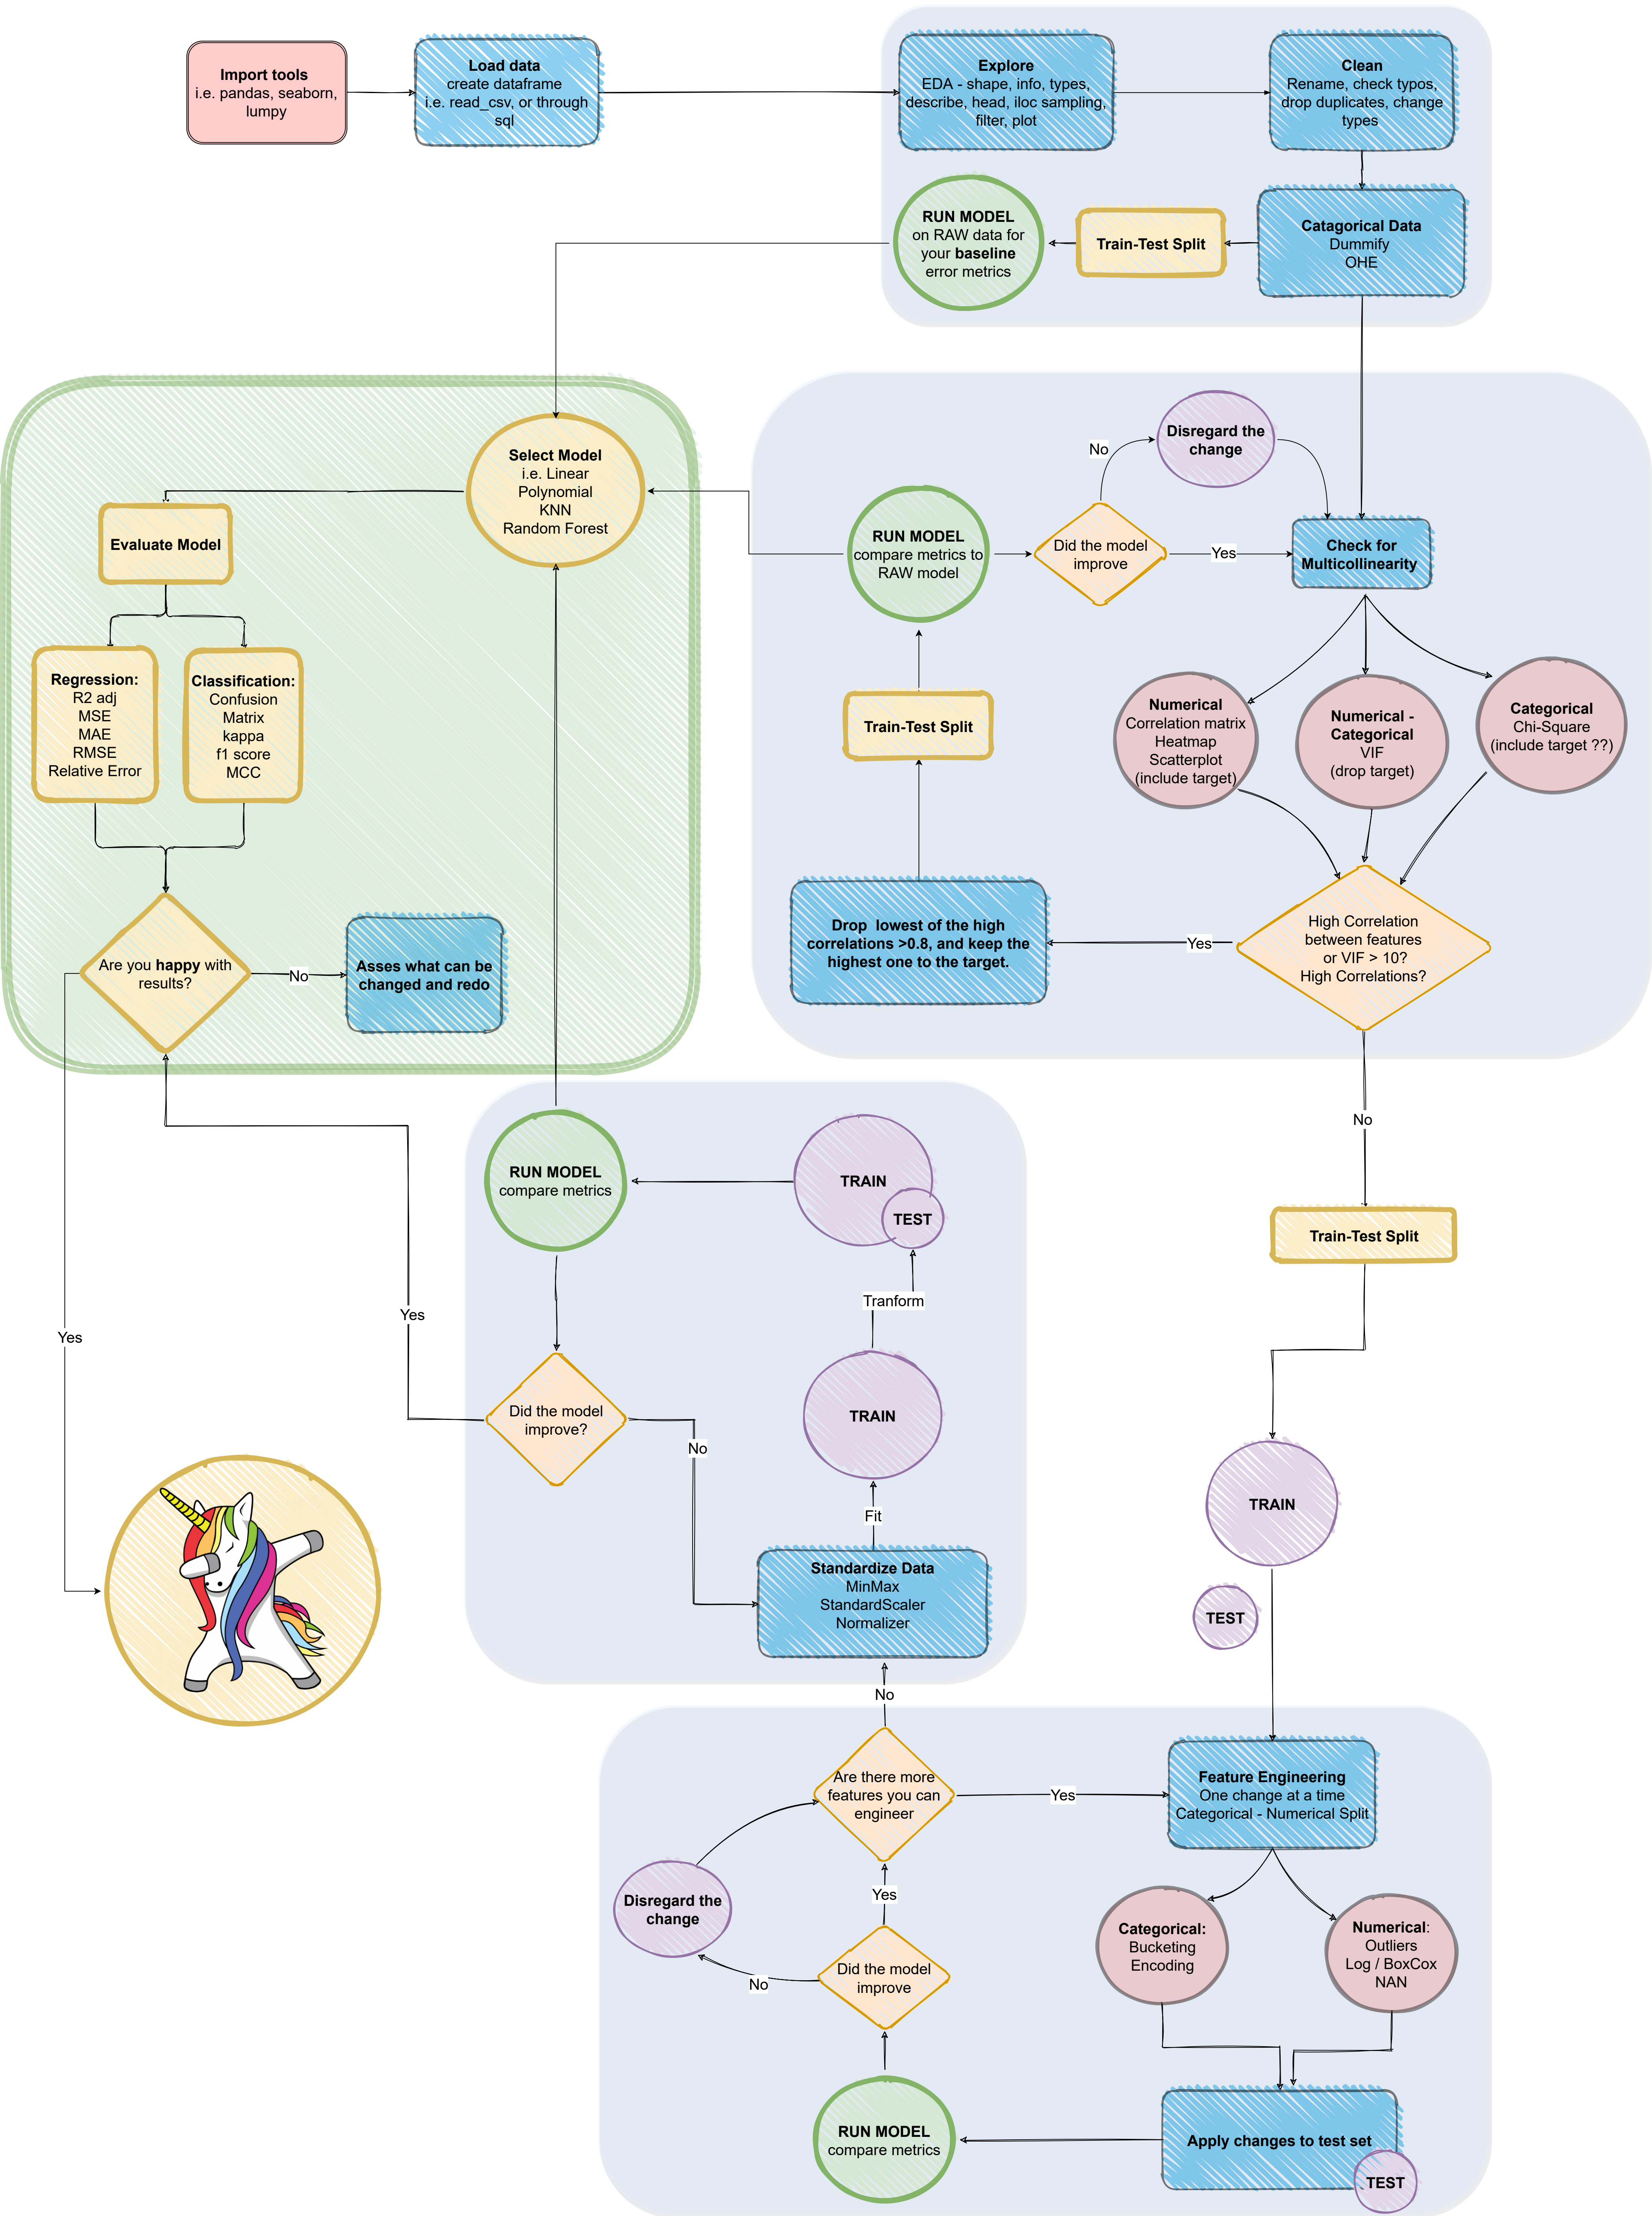 Import tools
i.e. pandas, seaborn,
lumpy
Load data
create dataframe
i.e. read_csv, or through
sql
Explore
EDA - shape, info, types,
describe, head, iloc sampling,
filter, plot
Clean
Rename, check typos,
drop duplicates, change
types
RUN MODEL
on RAW data for
your baseline
error metrics
Train-Test Split
Catagorical Data
Dummify
OHE
Select Model
i.e. Linear
Polynomial
KNN
Random Forest
Evaluate Model
Regression:
R2 adj
MSE
MAE
RMSE
Relative Error
Classification:
Confusion
Matrix
kappa
f1 score
MCC
Are you happy with
results?
No
Asses what can be
changed and redo
Yes
Disregard the
change
No
RUN MODEL
compare metrics to
RAW model
Did the model
improve
Yes
Check for
Multicollinearity
Train-Test Split
Numerical
Correlation matrix
Heatmap
Scatterplot
(include target)
Numerical -
Categorical
VIF
(drop target)
Categorical
Chi-Square
(include target ??)
Drop  lowest of the high
correlations >0.8, and keep the
highest one to the target.
Yes
High Correlation
between features
or VIF > 10?
High Correlations?
No
Train-Test Split
RUN MODEL
compare metrics
TRAIN
TEST
Tranform
Yes
Did the model
improve?
No
TRAIN
Fit
Standardize Data
MinMax
StandardScaler
Normalizer
TRAIN
TEST
No
Are there more
features you can
engineer
Yes
Feature Engineering
One change at a time
Categorical - Numerical Split
Disregard the
change
Yes
No
Did the model
improve
Categorical:
Bucketing
Encoding
Numerical:
Outliers
Log / BoxCox
NAN
RUN MODEL
compare metrics
Apply changes to test set
TEST